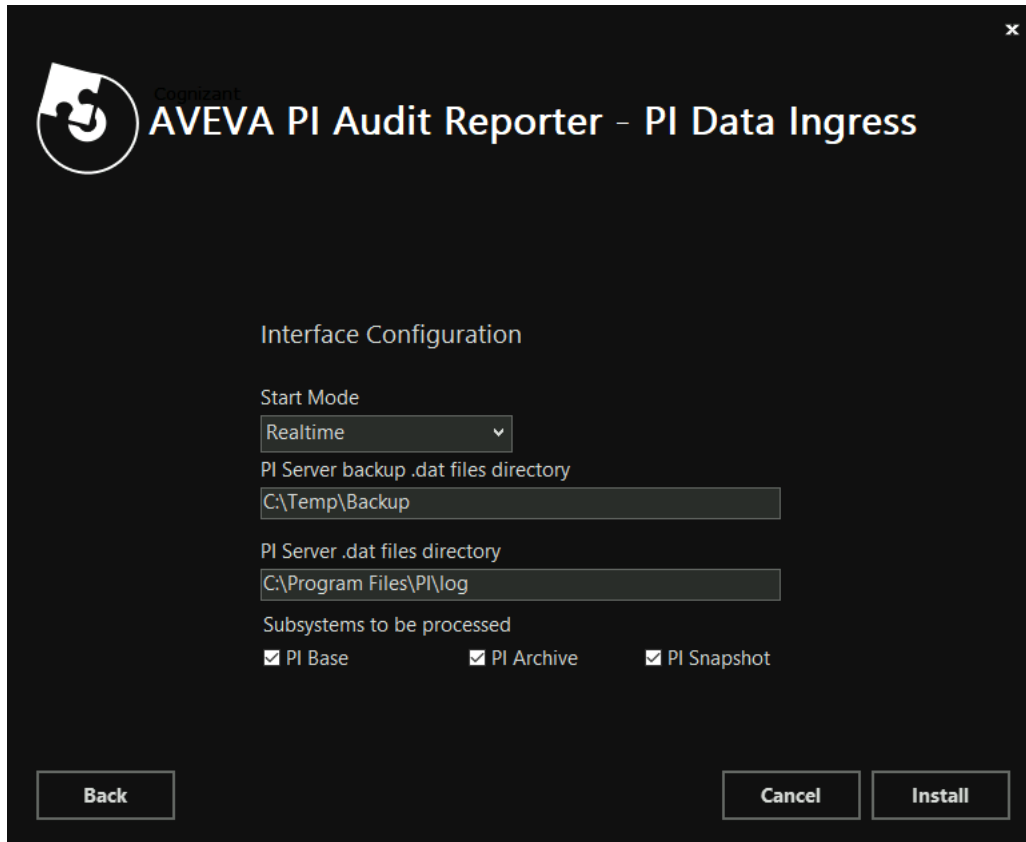 x
Cognizant
AVEVA PI Audit Reporter - PI Data Ingress
Interface Configuration
Start Mode
Realtime
PI Server backup .dat files directory
C:\Temp\Backup
PI Server .dat files directory
C:\Program Files\PI\log
Subsystems to be processed
PI Base PI Archive PI Snapshot
Back Cancel Install